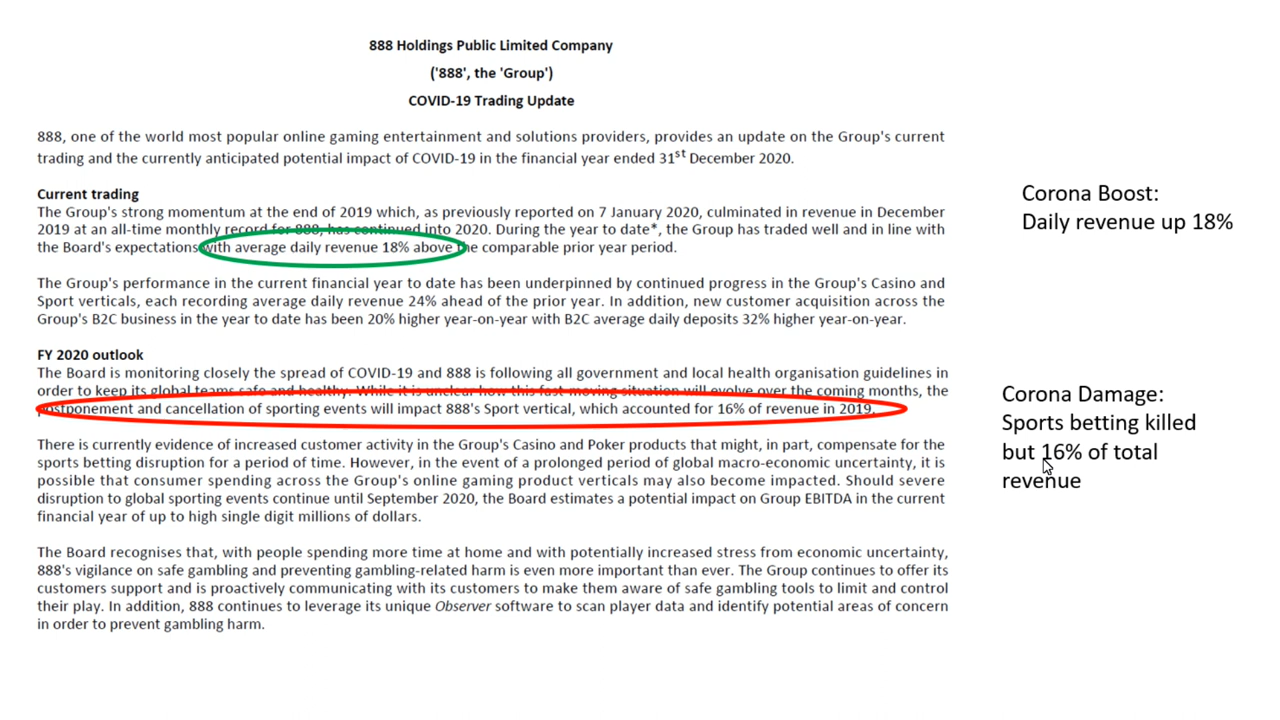 888 Holdings Public Limited Company
('888', the 'Group')
COVID-19 Trading Update
888, one of the world most popular online gaming entertainment and solutions providers, provides an update on the Group's current
trading and the currently anticipated potential impact of COVID-19 in the financial year ended 31st December 2020.
Current trading
The Group's strong momentum at the end of 2019 which, as previously reported on 7 January 2020, culminated in revenue in December
2019 at an all-time monthly record for 888, has continued into 2020. During the year to date*, the Group has traded well and in line with
the Board's expectations with average daily revenue 18% above the comparable prior year period.
Corona Boost:
Daily revenue up 18%
The Group's performance in the current financial year to date has been underpinned by continued progress in the Group's Casino and
Sport verticals, each recording average daily revenue 24% ahead of the prior year. In addition, new customer acquisition across the
Group's B2C business in the year to date has been 20% higher year-on-year with B2C average daily deposits 32% higher year-on-year.
FY 2020 outlook
The Board is monitoring closely the spread of COVID-19 and 888 is following all government and local health organisation guidelines in
order to keep its global teams safe and healthy. While it is unclear how this fast-moving situation will evolve over the coming months, the
postponement and cancellation of sporting events will impact 888's Sport vertical, which accounted for 16% of revenue in 2019.
Corona Damage:
Sports betting killed
but 16% of total
revenue
There is currently evidence of increased customer activity in the Group's Casino and Poker products that might, in part, compensate for the
sports betting disruption for a period of time. However, in the event of a prolonged period of global macro-economic uncertainty, it is
possible that consumer spending across the Group's online gaming product verticals may also become impacted. Should severe
disruption to global sporting events continue until September 2020, the Board estimates a potential impact on Group EBITDA in the current
financial year of up to high single digit millions of dollars.
The Board recognises that, with people spending more time at home and with potentially increased stress from economic uncertainty,
888's vigilance on safe gambling and preventing gambling-related harm is even more important than ever. The Group continues to offer its
customers support and is proactively communicating with its customers to make them aware of safe gambling tools to limit and control
their play. In addition, 888 continues to leverage its unique Observer software to scan player data and identify potential areas of concern
in order to prevent gambling harm.